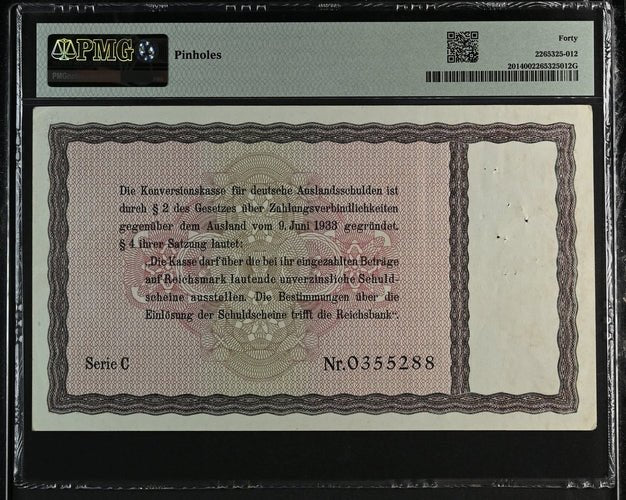 PMG
Pinholes
Forty
2265325-012
2014002265325012G
Die Konversionskasse für deutsche Auslandsschulden ist
durch § 2 des Gesetzes über Zahlungsverbindlichkeiten
gegenüber dem Ausland vom 9. Juni 1933 gegründet.
§ 4 ihrer Satzung lautet:
„Die Kasse darf über die bei ihr eingezahlten Beträge
auf Reichsmark lautende unverzinsliche Schuld-
scheine ausstellen. Die Bestimmungen über die
Einlösung der Schuldscheine trifft die Reichsbank“.
Serie C
Nr.0355288